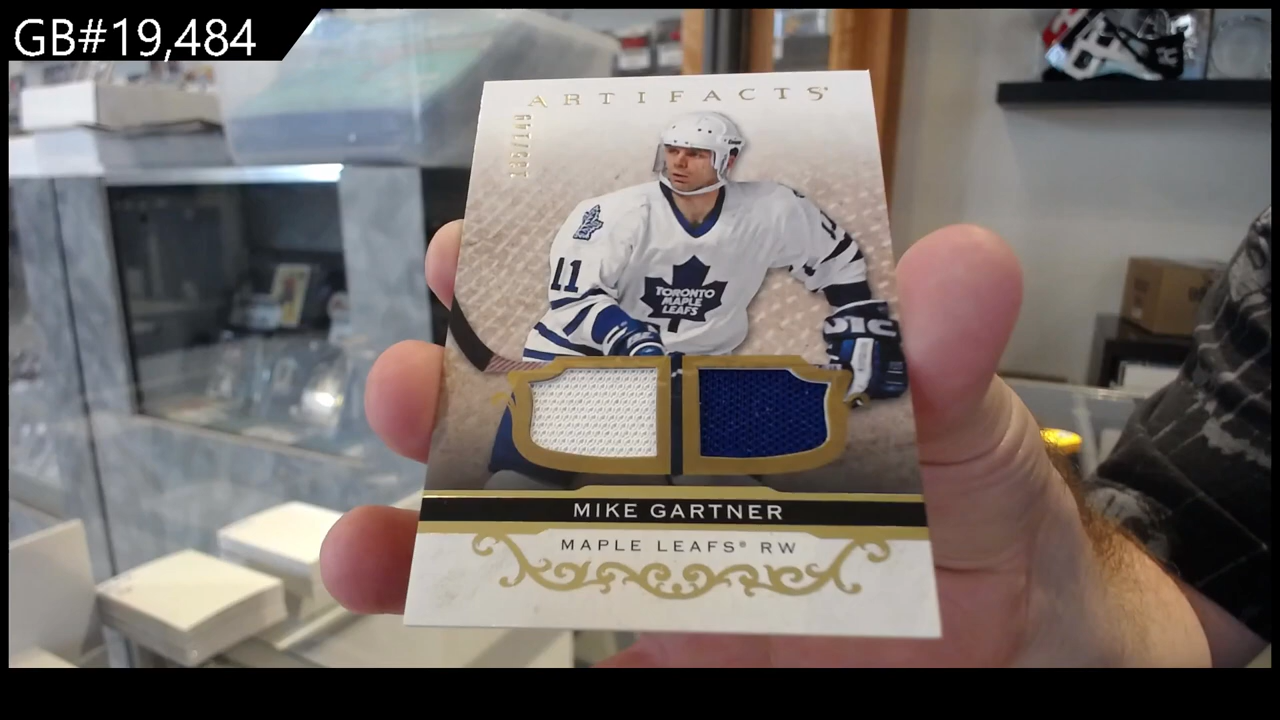 GB#19,484
ARTIFACTS
11
TORONTO
MAPLE
LEAFS
MIKE GARTNER
MAPLE LEAFS® RW